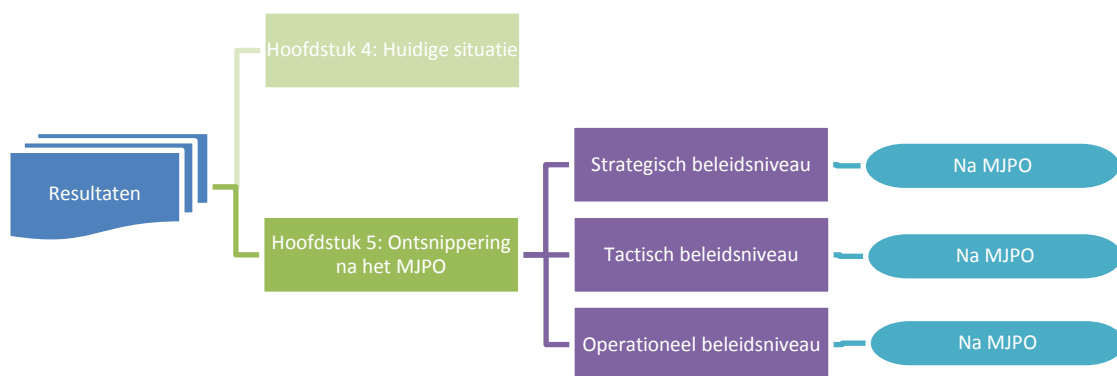 Hoofdstuk 4: Huidige situatie
Resultaten
Hoofdstuk 5: Ontsnippering
na het MJPO
Strategisch beleidsniveau
Na MJPO
Tactisch beleidsniveau
Na MJPO
Operationeel beleidsniveau
Na MJPO